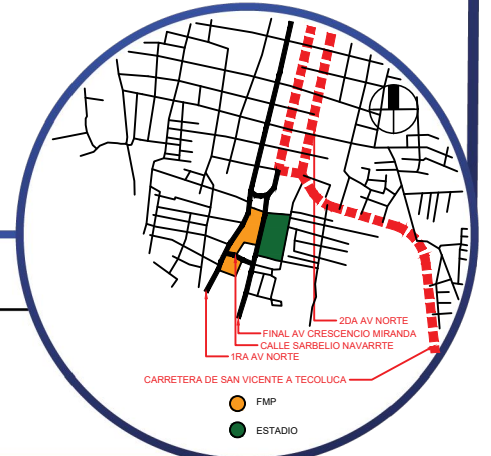 2DA AV NORTE
FINAL AV CRESCENCIO MIRANDA
CALLE SARBELIO NAVARRTE
1RA AV NORTE
CARRETERA DE SAN VICENTE A TECOLUCA
FMP
ESTADIO